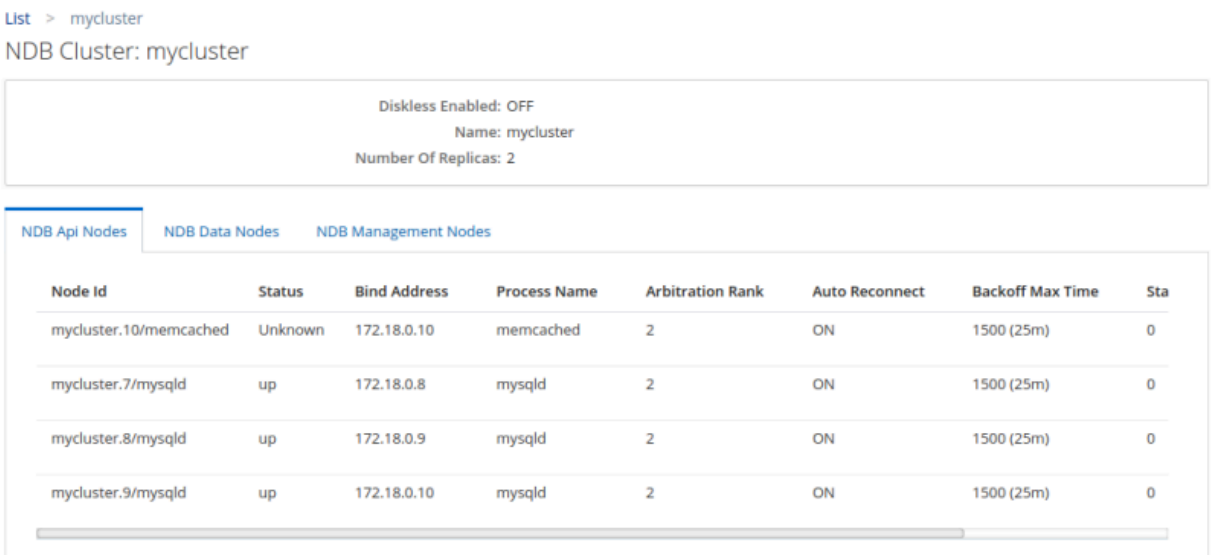 List > mycluster
NDB Cluster: mycluster
Diskless Enabled: OFF
Name: mycluster
Number Of Replicas: 2
NDB Api Nodes NDB Data Nodes NDB Management Nodes
Node Id Status Bind Address Process Name Arbitration Rank Auto Reconnect Backoff Max Time Sta
mycluster.10/memcached Unknown 172.18.0.10 memcached 2 ON 1500 (25m) 0
mycluster.7/mysqld up 172.18.0.8 mysqld 2 ON 1500 (25m) 0
mycluster.8/mysqld up 172.18.0.9 mysqld 2 ON 1500 (25m) 0
mycluster.9/mysqld up 172.18.0.10 mysqld 2 ON 1500 (25m) 0